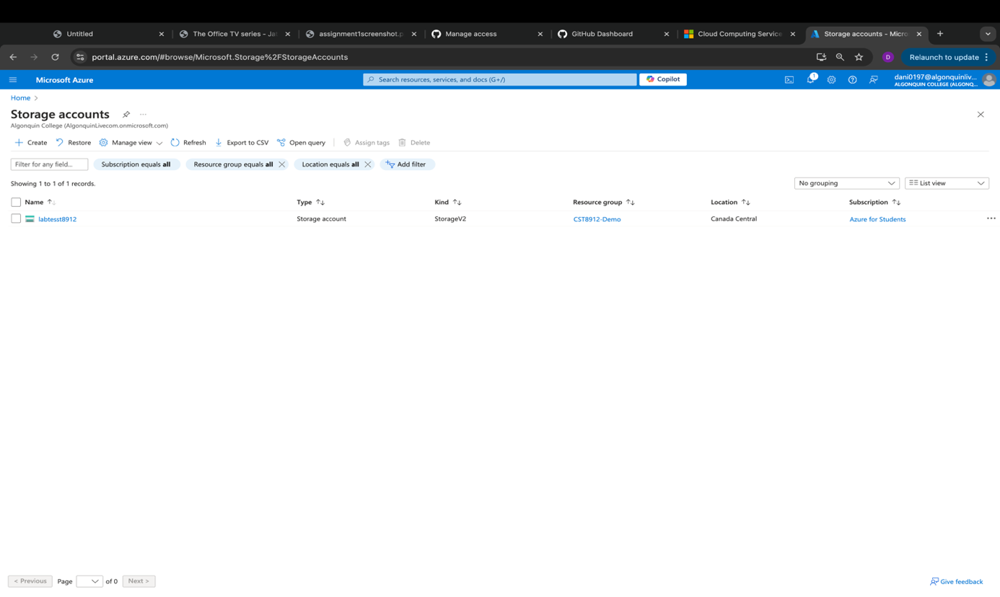 Untitled
The Office TV series - Ja
assignment1screenshot.p
Manage access
GitHub Dashboard
Cloud Computing Service
Storage accounts - Micro
portal.azure.com/#browse/Microsoft.Storage%2FStorageAccounts
D
Relaunch to update
Microsoft Azure
Search resources, services, and docs (G+/)
Copilot
1
dani0197@algonquinliv...
ALGONQUIN COLLEGE (ALGONQ...
Home >
Storage accounts
...
Algonquin College (AlgonquinLivecom.onmicrosoft.com)
Create Restore Manage view Refresh Export to CSV Open query Assign tags Delete
Filter for any field... Subscription equals all Resource group equals all Location equals all Add filter
Showing 1 to 1 of 1 records.
No grouping
List view
Name Type Kind Resource group Location Subscription
labtesst8912 Storage account StorageV2 CST8912-Demo Canada Central Azure for Students ...
< Previous Page of 0 Next >
Give feedback